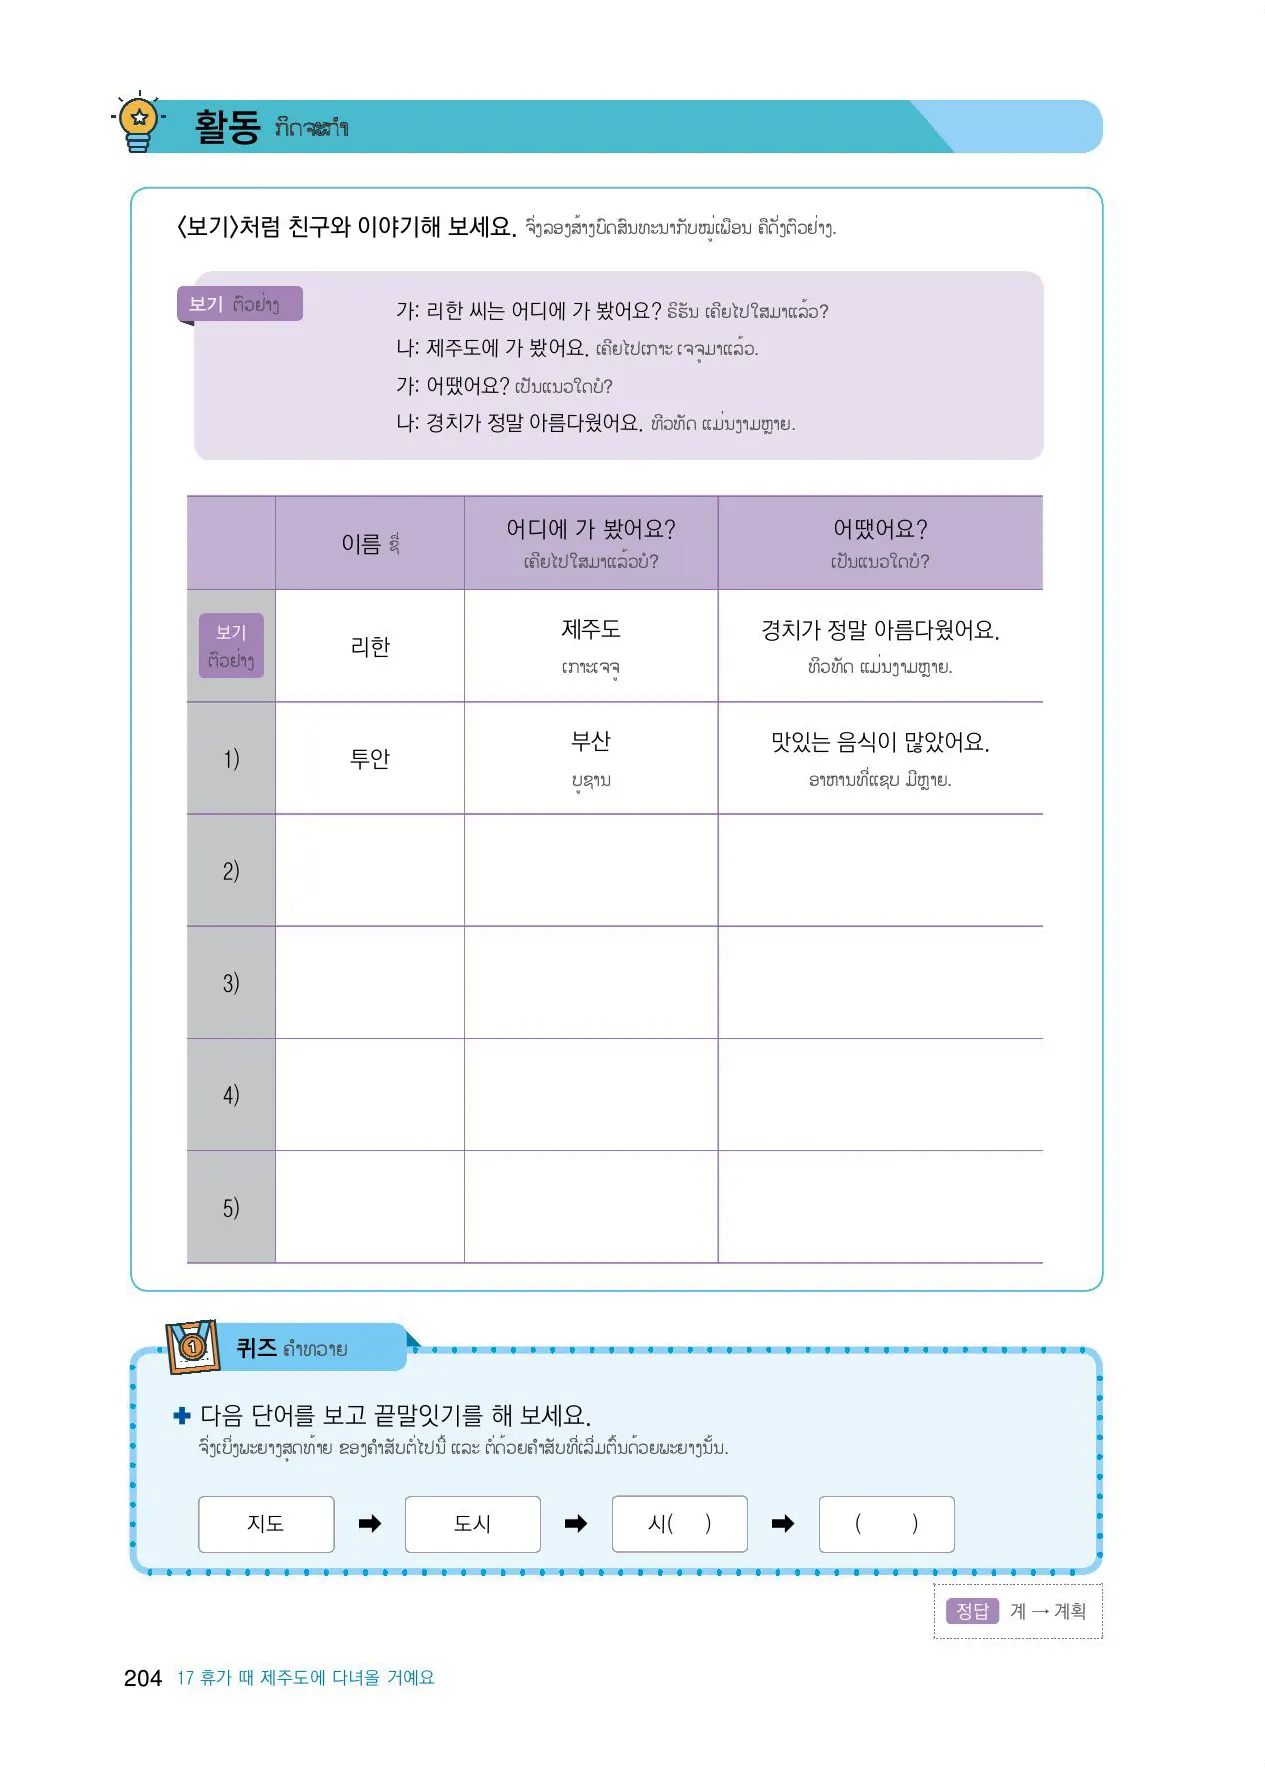 활동 ກິດຈະກຳ
〈보기〉처럼 친구와 이야기해 보세요. ຈົ່ງລອງສ້າງບົດສົນທະນາກັບໝູ່ເພື່ອນ ຄືດັ່ງຕົວຢ່າງ.
보기 ຕົວຢ່າງ
가: 리한 씨는 어디에 가 봤어요? ຣິຮັນ ເຄີຍໄປໃສມາແລ້ວ?
나: 제주도에 가 봤어요. ເຄີຍໄປເກາະ ເຈຈູມາແລ້ວ.
가: 어땠어요? ເປັນແນວໃດບໍ?
나: 경치가 정말 아름다웠어요. ທິວທັດ ແມ່ນງາມຫຼາຍ.
이름 ຊື່
어디에 가 봤어요?
ເຄີຍໄປໃສມາແລ້ວບໍ?
어땠어요?
ເປັນແນວໃດບໍ?
보기
ຕົວຢ່າງ
리한
제주도
ເກາະເຈຈູ
경치가 정말 아름다웠어요.
ທິວທັດ ແມ່ນງາມຫຼາຍ.
1)
투안
부산
ບູຊານ
맛있는 음식이 많았어요.
ອາຫານທີ່ແຊບ ມີຫຼາຍ.
2)
3)
4)
5)
퀴즈 ຄຳທວາຍ
다음 단어를 보고 끝말잇기를 해 보세요.
ຈົ່ງເບິ່ງພະຍາງສຸດທ້າຍ ຂອງຄຳສັບຕໍ່ໄປນີ້ ແລະ ຕໍ່ດ້ວຍຄຳສັບທີ່ເລີ່ມຕົ້ນດ້ວຍພະຍາງນັ້ນ.
지도 ➡ 도시 ➡ 시( ) ➡ ( )
정답 계 → 계획
204 17 휴가 때 제주도에 다녀올 거예요